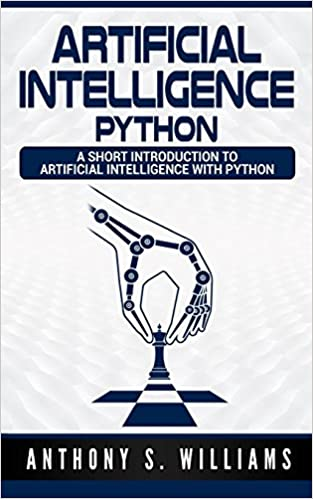 ARTIFICIAL
INTELLIGENCE
PYTHON
A SHORT INTRODUCTION TO
ARTIFICIAL INTELLIGENCE WITH PYTHON
ANTHONY S. WILLIAMS